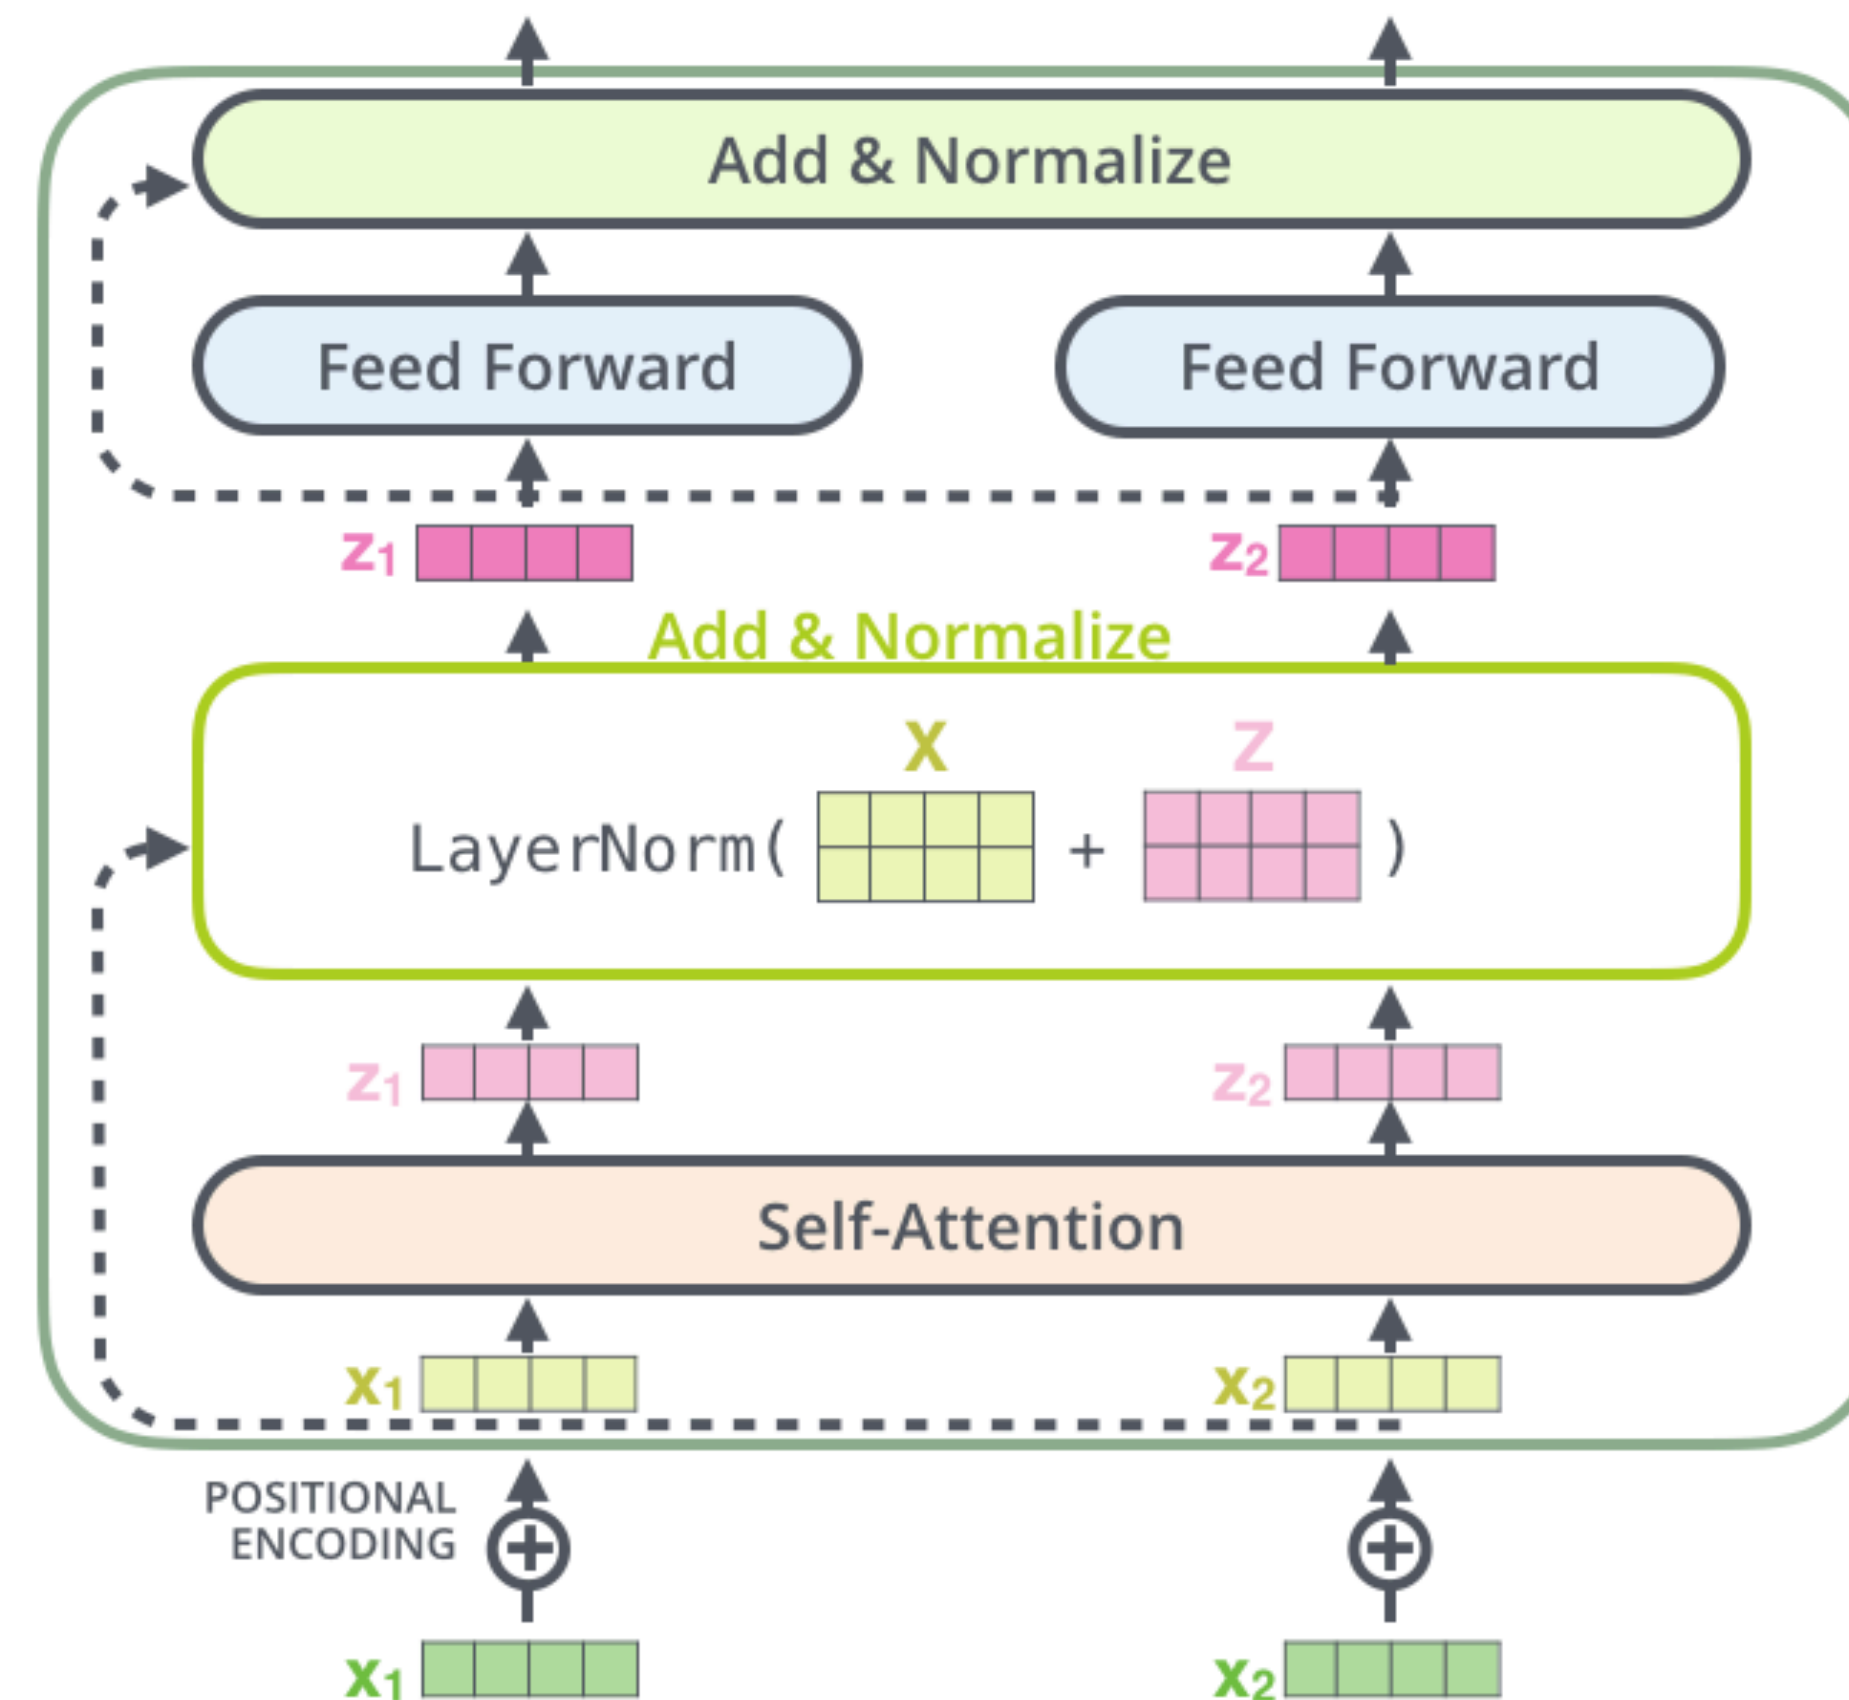 Add & Normalize
Feed Forward Feed Forward
z1 z2
Add & Normalize
X Z
LayerNorm( + )
z1 z2
Self-Attention
x1 x2
POSITIONAL
ENCODING
x1 x2